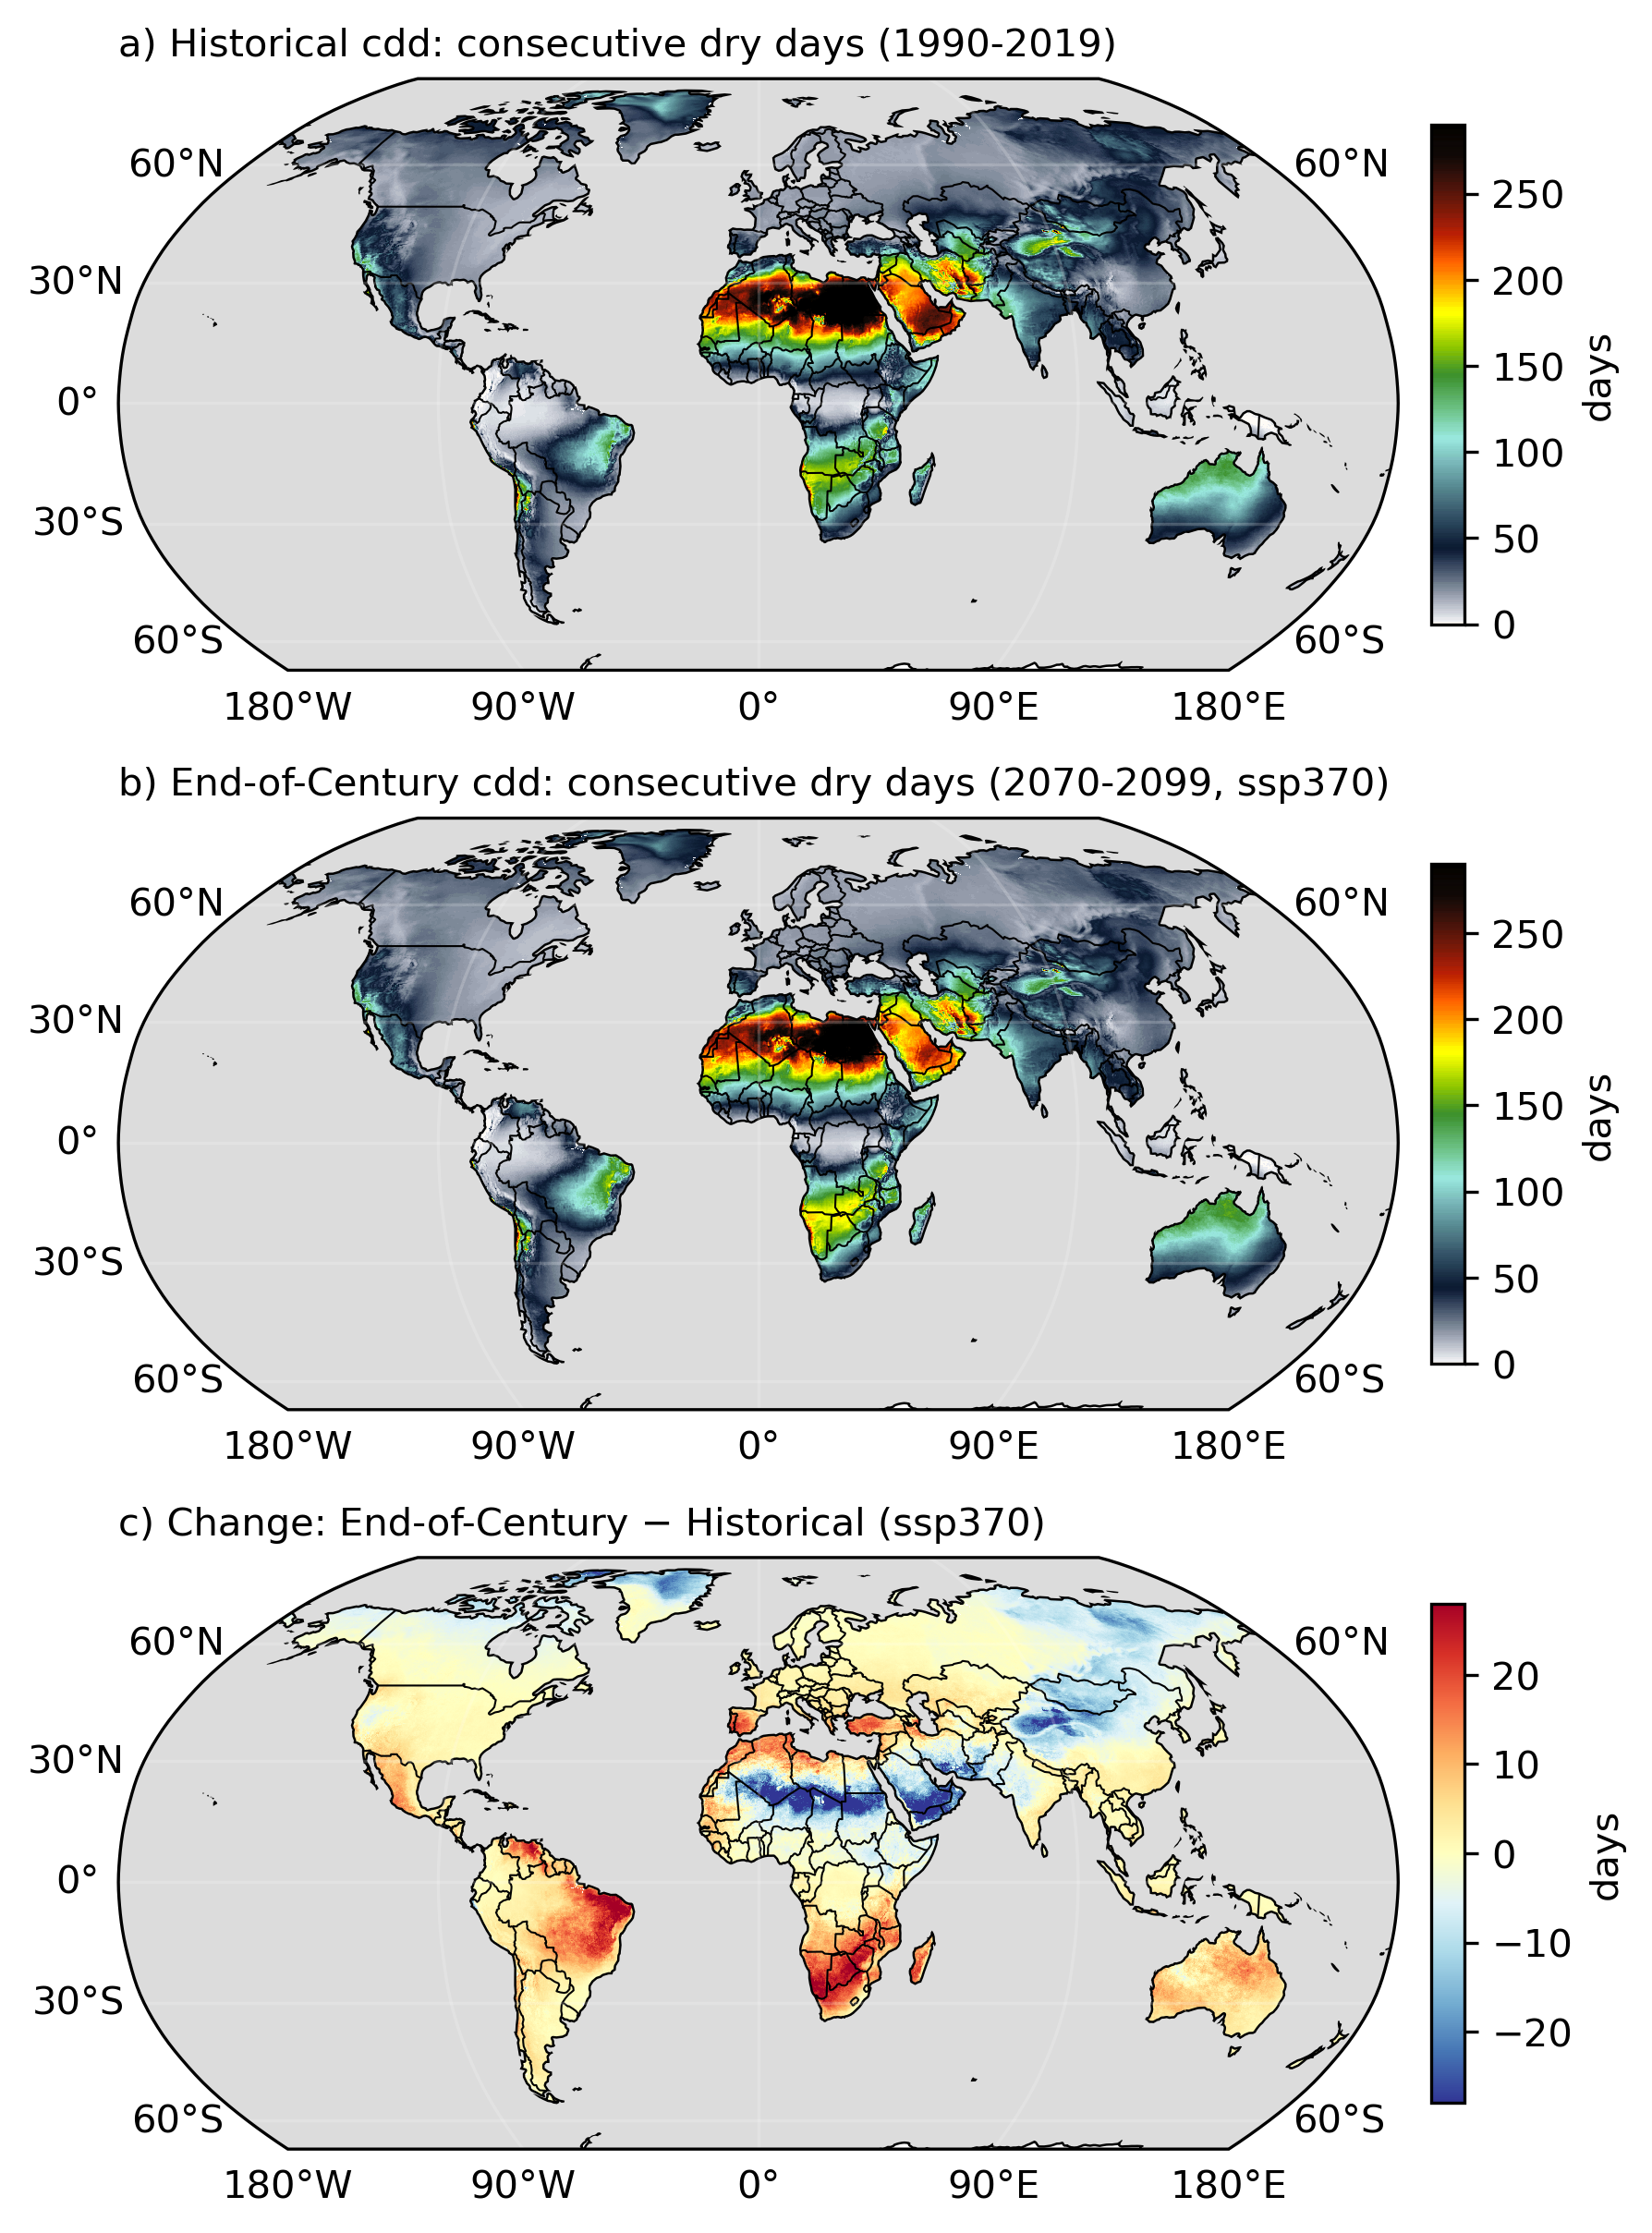 a) Historical cdd: consecutive dry days (1990-2019)
60°N
60°N
30°N
0°
30°S
60°S
60°S
180°W 90°W 0° 90°E 180°E
250
200
150
100
50
0
days
b) End-of-Century cdd: consecutive dry days (2070-2099, ssp370)
60°N
60°N
30°N
0°
30°S
60°S
60°S
180°W 90°W 0° 90°E 180°E
250
200
150
100
50
0
days
c) Change: End-of-Century − Historical (ssp370)
60°N
60°N
30°N
0°
30°S
60°S
60°S
180°W 90°W 0° 90°E 180°E
20
10
0
−10
−20
days